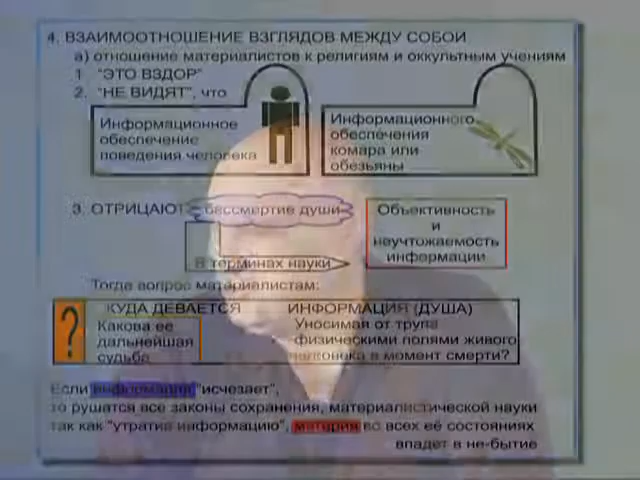 4. ВЗАИМООТНОШЕНИЕ ВЗГЛЯДОВ МЕЖДУ СОБОЙ
а) отношение материалистов к религиям и оккультным учениям
1 "ЭТО ВЗДОР"
2. "НЕ ВИДЯТ", что
Информационное
обеспечение
поведения человека
Информационного
обеспечения
комара или
обезьяны
3. ОТРИЦАЮТ бессмертие души
В терминах науки
Объективность
и
неучтожаемость
информации
Тогда вопрос материалистам:
КУДА ДЕВАЕТСЯ ИНФОРМАЦИЯ (ДУША)
?
Какова ее
дальнейшая
судьба
Уносимая от трупа
физическими полями живого
человека в момент смерти?
Если информация "исчезает",
то рушатся все законы сохранения, материалистической науки
так как "утратив информацию", материя во всех её состояниях
впадет в не-бытие